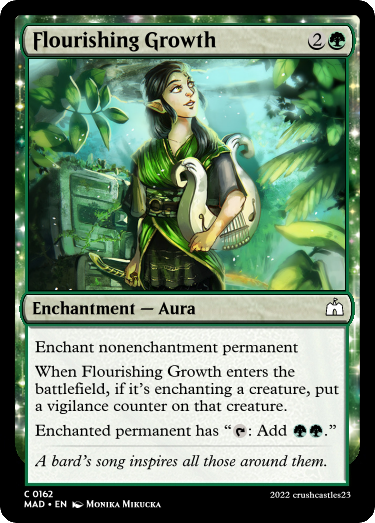 Flourishing Growth 2
Enchantment — Aura
Enchant nonenchantment permanent
When Flourishing Growth enters the
battlefield, if it's enchanting a creature, put
a vigilance counter on that creature.
Enchanted permanent has “: Add .”
A bard's song inspires all those around them.
C 0162
MAD • EN Monika Mikucka
2022 crushcastles23